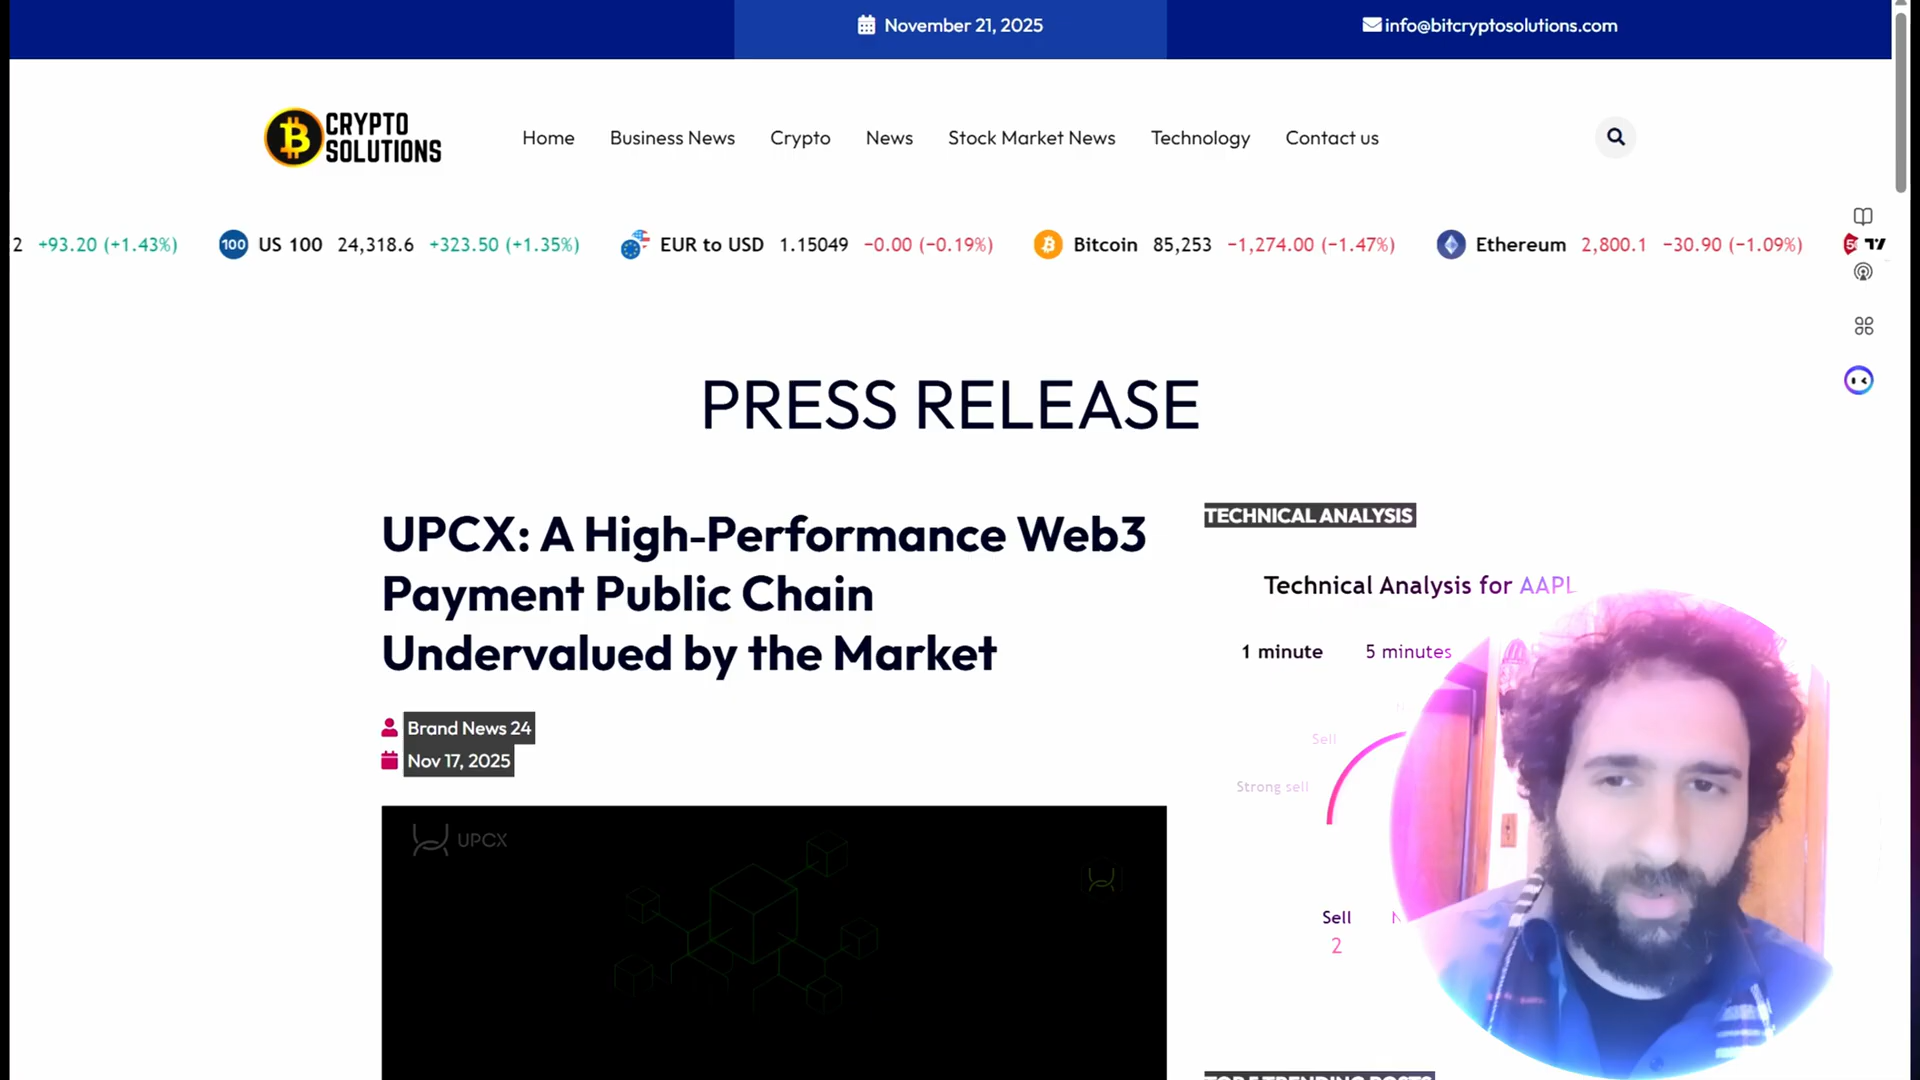 November 21, 2025
info@bitcryptosolutions.com
CRYPTO
SOLUTIONS
Home Business News Crypto News Stock Market News Technology Contact us
2 +93.20 (+1.43%) 100 US 100 24,318.6 +323.50 (+1.35%) EUR to USD 1.15049 −0.00 (−0.19%) Bitcoin 85,253 −1,274.00 (−1.47%) Ethereum 2,800.1 −30.90 (−1.09%)
PRESS RELEASE
UPCX: A High-Performance Web3
Payment Public Chain
Undervalued by the Market
Brand News 24
Nov 17, 2025
UPCX
TECHNICAL ANALYSIS
Technical Analysis for AAPL
1 minute 5 minutes
Sell
Strong sell
Sell
2